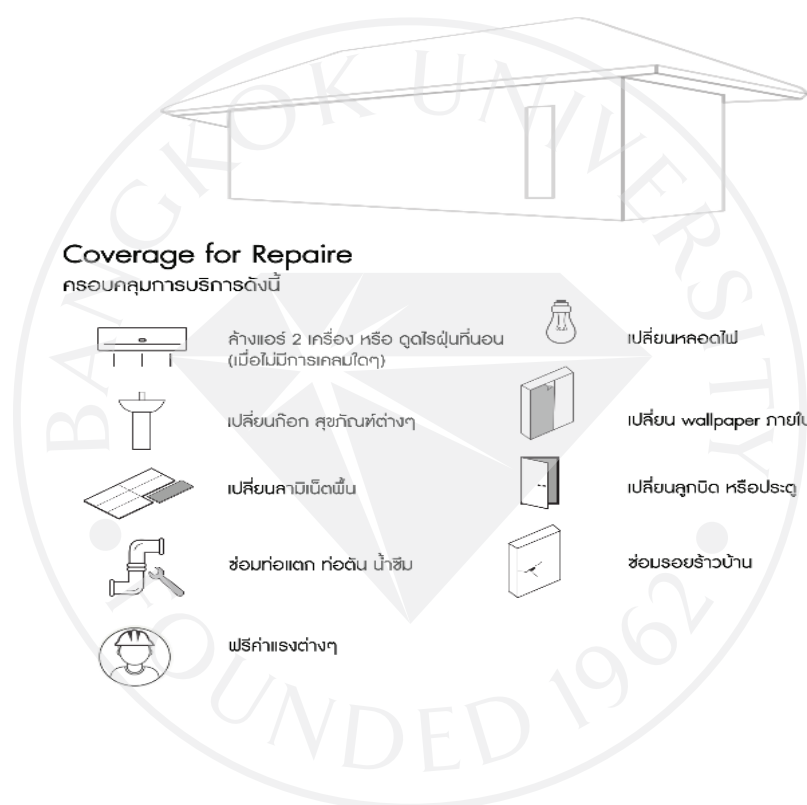 Coverage for Repaire
ครอบคลุมการบริการดังนี้
ล้างแอร์ 2 เครื่อง หรือ ดูดไรฝุ่นที่นอน
(เมื่อไม่มีการเคลมใดๆ)
เปลี่ยนหลอดไฟ
เปลี่ยนก๊อก สุขภัณฑ์ต่างๆ
เปลี่ยน wallpaper
เปลี่ยนลามิเน็ตพื้น
เปลี่ยนลูกบิด หรือประตู
ซ่อมท่อแตก ท่อตัน น้ำซึม
ซ่อมรอยร้าวบ้าน
ฟรีค่าแรงต่างๆ
BANGKOK UNIVERSITY
FOUNDED 1962